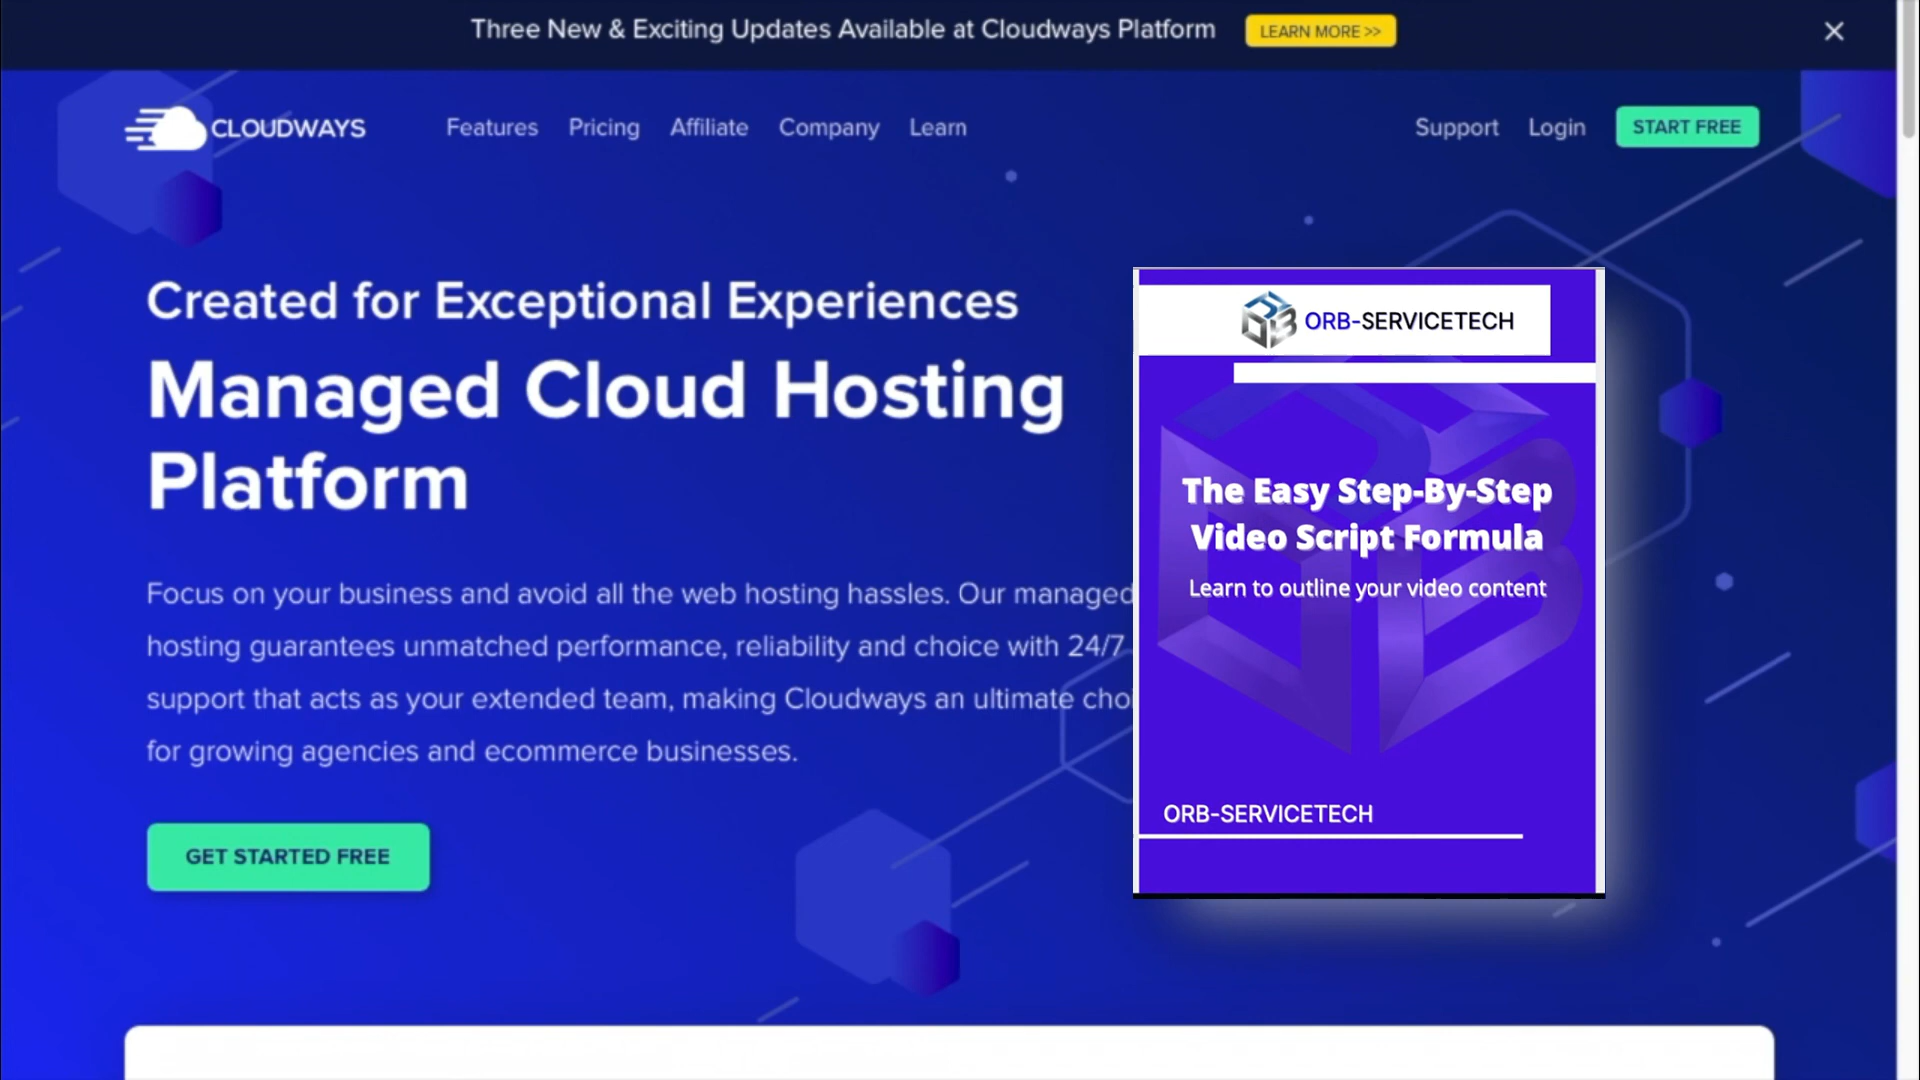 Three New & Exciting Updates Available at Cloudways Platform
LEARN MORE >>
CLOUDWAYS
Features
Pricing
Affiliate
Company
Learn
Support
Login
START FREE
Created for Exceptional Experiences
Managed Cloud Hosting
Platform
Focus on your business and avoid all the web hosting hassles. Our managed
hosting guarantees unmatched performance, reliability and choice with 24/7
support that acts as your extended team, making Cloudways an ultimate choi
for growing agencies and ecommerce businesses.
GET STARTED FREE
ORB-SERVICETECH
The Easy Step-By-Step
Video Script Formula
Learn to outline your video content
ORB-SERVICETECH